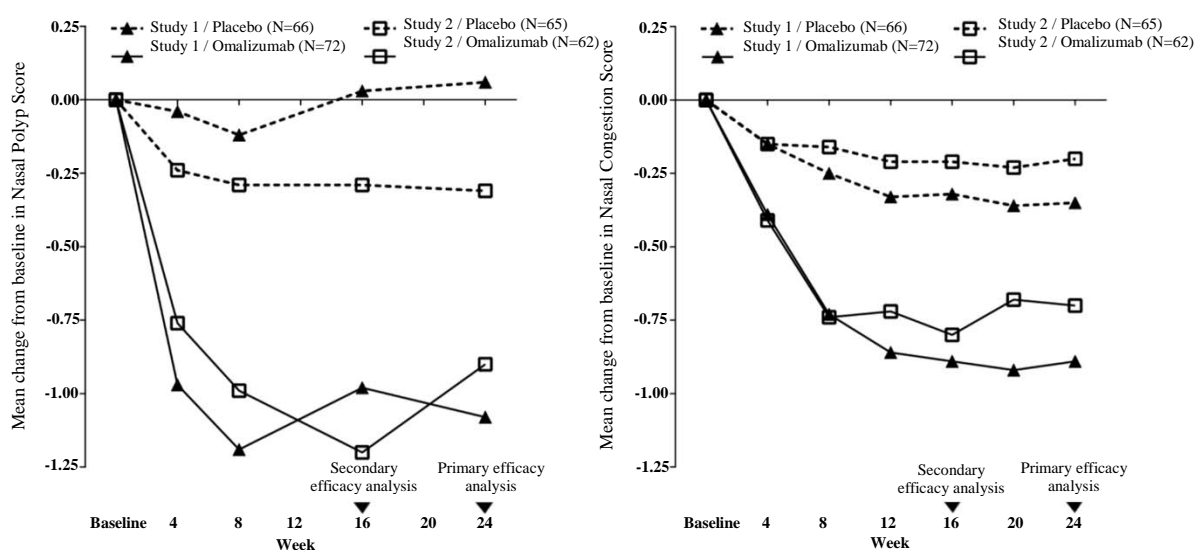 Study 1 / Placebo (N=66) Study 2 / Placebo (N=65)
Study 1 / Omalizumab (N=72) Study 2 / Omalizumab (N=62)
Mean change from baseline in Nasal Polyp Score
0.25
0.00
-0.25
-0.50
-0.75
-1.00
-1.25
Secondary
efficacy analysis
Primary efficacy
analysis
Baseline 4 8 12 16 20 24
Week
Study 1 / Placebo (N=66) Study 2 / Placebo (N=65)
Study 1 / Omalizumab (N=72) Study 2 / Omalizumab (N=62)
Mean change from baseline in Nasal Congestion Score
0.25
0.00
-0.25
-0.50
-0.75
-1.00
-1.25
Secondary
efficacy analysis
Primary efficacy
analysis
Baseline 4 8 12 16 20 24
Week